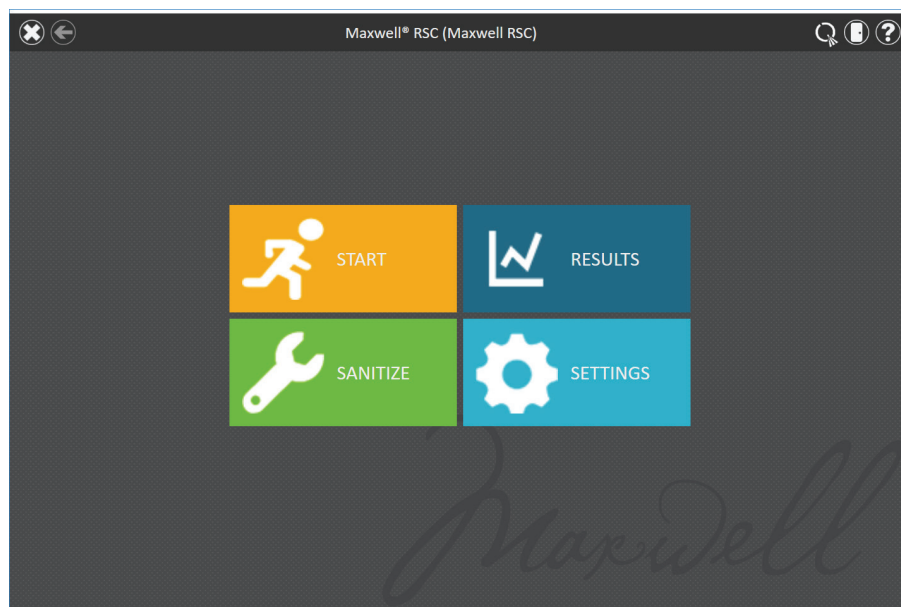 Maxwell® RSC (Maxwell RSC)
?
START
RESULTS
SANITIZE
SETTINGS
Maxwell